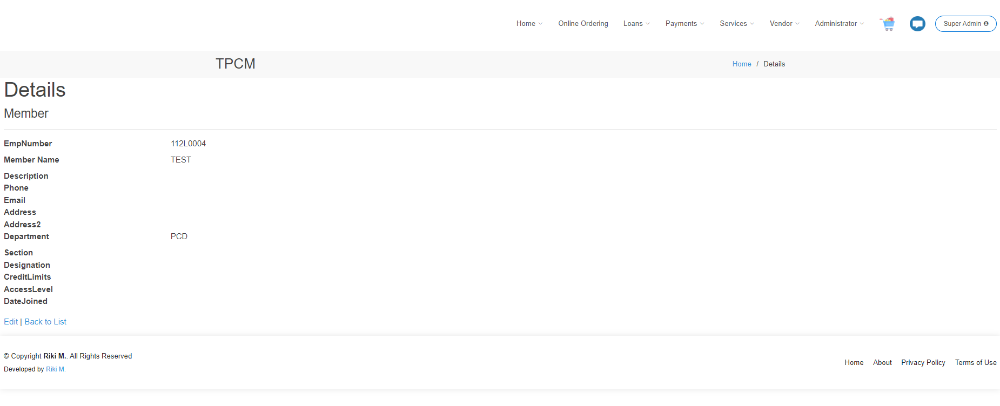 Home Online Ordering Loans Payments Services Vendor Administrator Super Admin
TPCM Home / Details
Details
Member
EmpNumber 112L0004
Member Name TEST
Description
Phone
Email
Address
Address2
Department PCD
Section
Designation
CreditLimits
AccessLevel
DateJoined
Edit | Back to List
© Copyright Riki M.. All Rights Reserved
Developed by Riki M.
Home About Privacy Policy Terms of Use